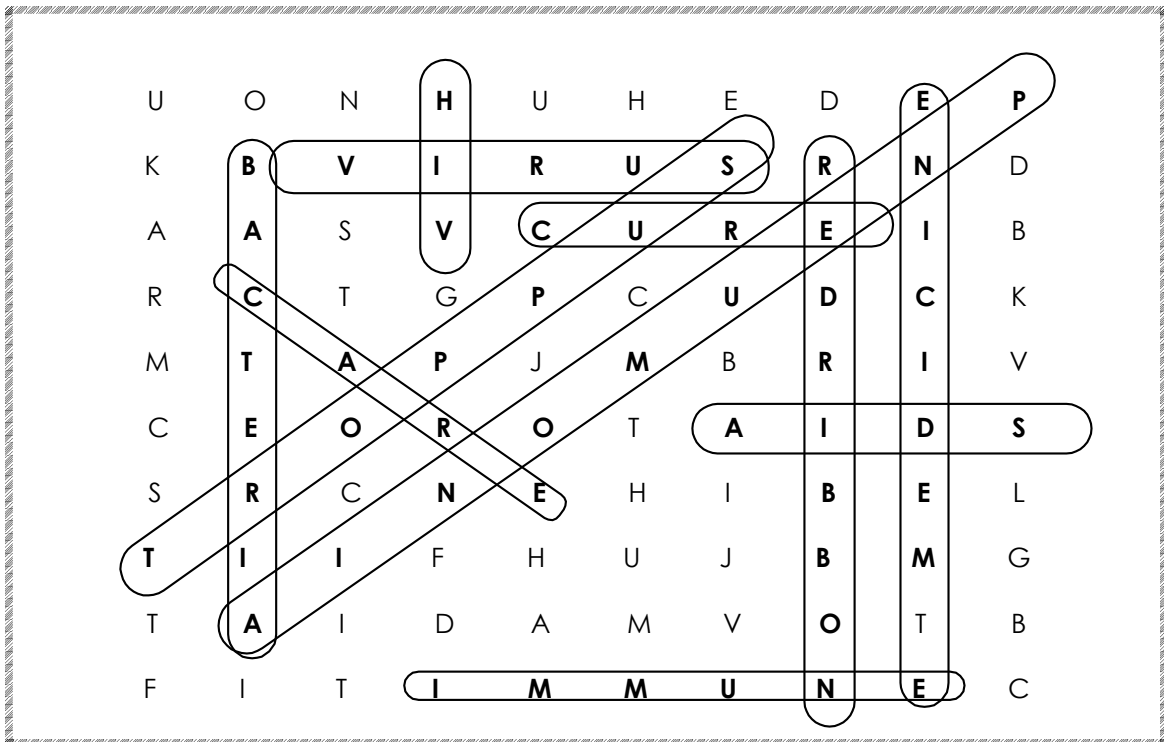 U O N H U H E D E P
K B V I R U S R N D
A A S V C U R E I B
R C T G P C U D C K
M T A P J M B R I V
C E O R O T A I D S
S R C N E H I B E L
T I I F H U J B M G
T A I D A M V O T B
F I T I M M U N E C